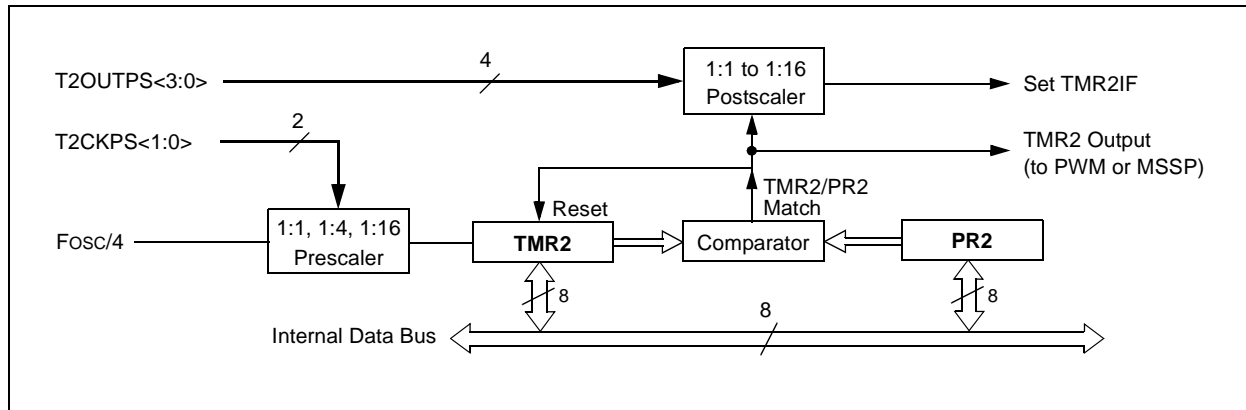 T2OUTPS<3:0>
4
1:1 to 1:16
Postscaler
Set TMR2IF
T2CKPS<1:0>
2
TMR2 Output
(to PWM or MSSP)
TMR2/PR2
Match
Reset
FOSC/4
1:1, 1:4, 1:16
Prescaler
TMR2
Comparator
PR2
8
8
8
Internal Data Bus